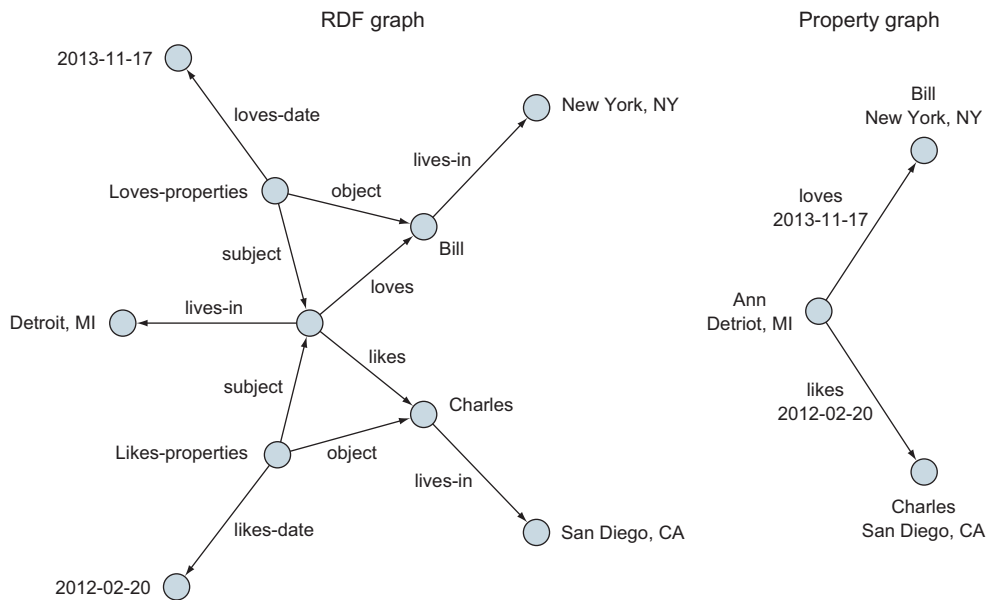 RDF graph
Property graph
2013-11-17
loves-date
New York, NY
lives-in
Loves-properties
object
Bill
subject
loves
Detroit, MI
lives-in
likes
subject
Charles
Likes-properties
object
lives-in
likes-date
San Diego, CA
2012-02-20
Bill
New York, NY
loves
2013-11-17
Ann
Detriot, MI
likes
2012-02-20
Charles
San Diego, CA